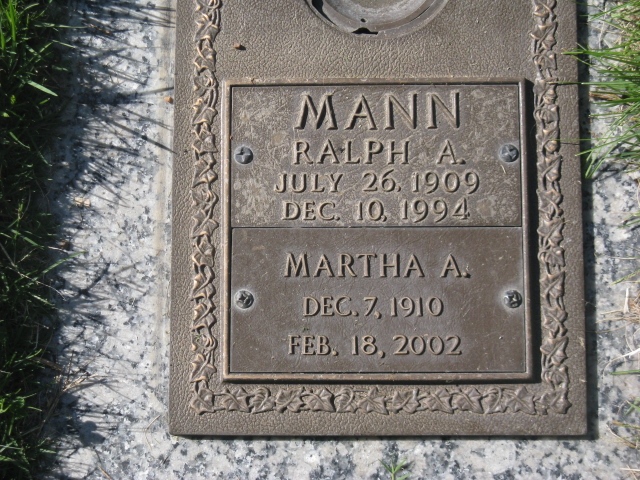 MANN
RALPH A.
JULY 26, 1909
DEC. 10, 1994
MARTHA A.
DEC. 7, 1910
FEB. 18, 2002